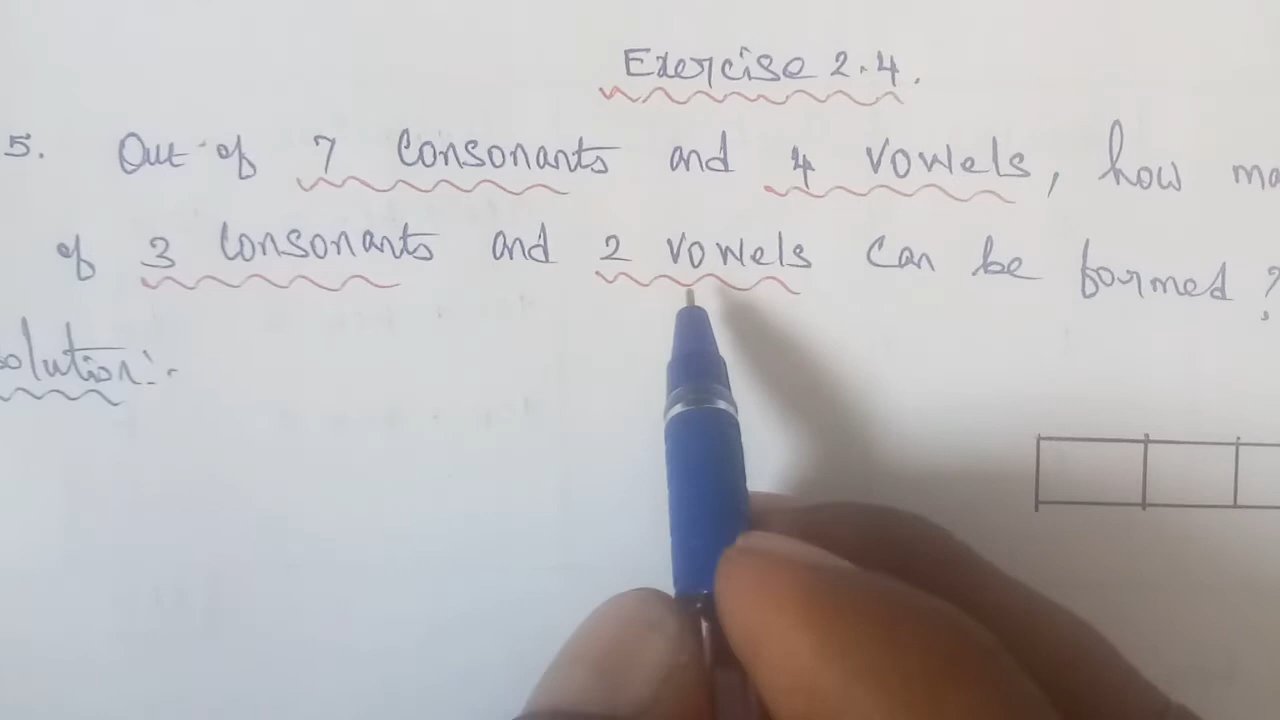 Exercise 2.4.
5. Out of 7 Consonants and 4 vowels, how ma
of 3 Consonants and 2 vowels can be formed ?
olution:-